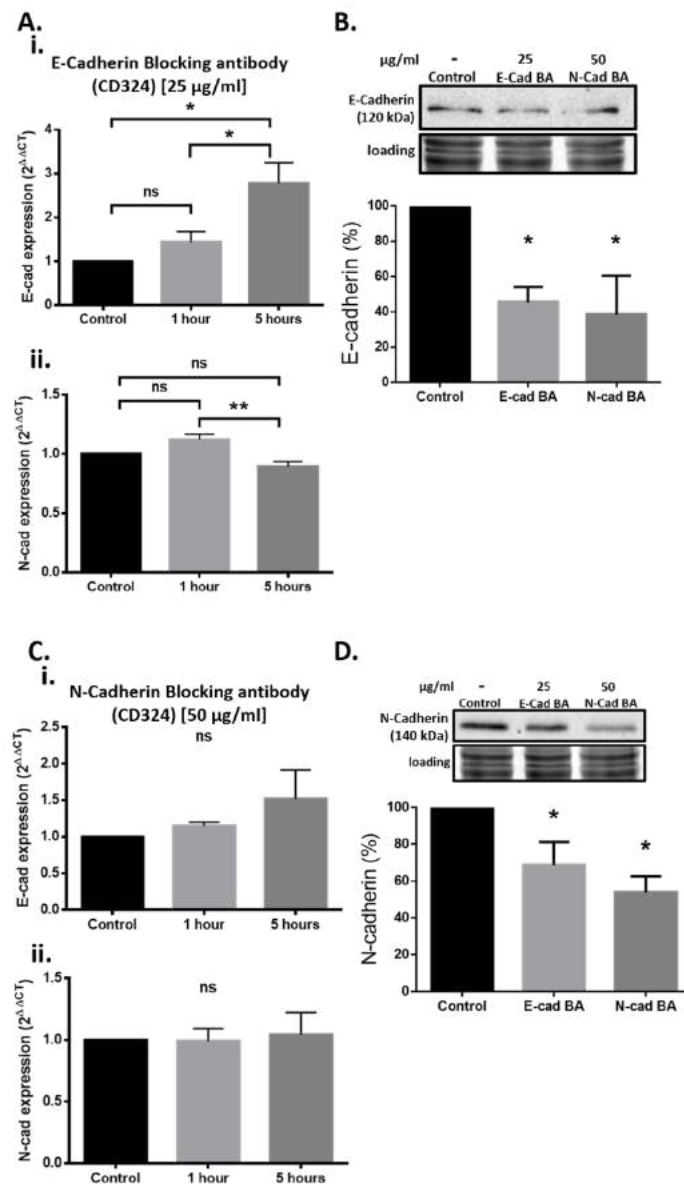 A.
i.
E-Cadherin Blocking antibody
(CD324) [25 µg/ml]
*
*
ns
E-cad expression (2^ΔΔCT)
4
3
2
1
0
Control
1 hour
5 hours
ii.
ns
ns
**
N-cad expression (2^ΔΔCT)
1.5
1.0
0.5
0.0
Control
1 hour
5 hours
B.
µg/ml - 25 50
Control E-Cad BA N-Cad BA
E-Cadherin
(120 kDa)
loading
E-cadherin (%)
100
80
60
40
20
0
*
*
Control
E-cad BA
N-cad BA
C.
i.
N-Cadherin Blocking antibody
(CD324) [50 µg/ml]
ns
E-cad expression (2^ΔΔCT)
2.5
2.0
1.5
1.0
0.5
0.0
Control
1 hour
5 hours
ii.
ns
N-cad expression (2^ΔΔCT)
1.5
1.0
0.5
0.0
Control
1 hour
5 hours
D.
µg/ml - 25 50
Control E-Cad BA N-Cad BA
N-Cadherin
(140 kDa)
loading
N-cadherin (%)
100
80
60
40
20
0
*
*
Control
E-cad BA
N-cad BA